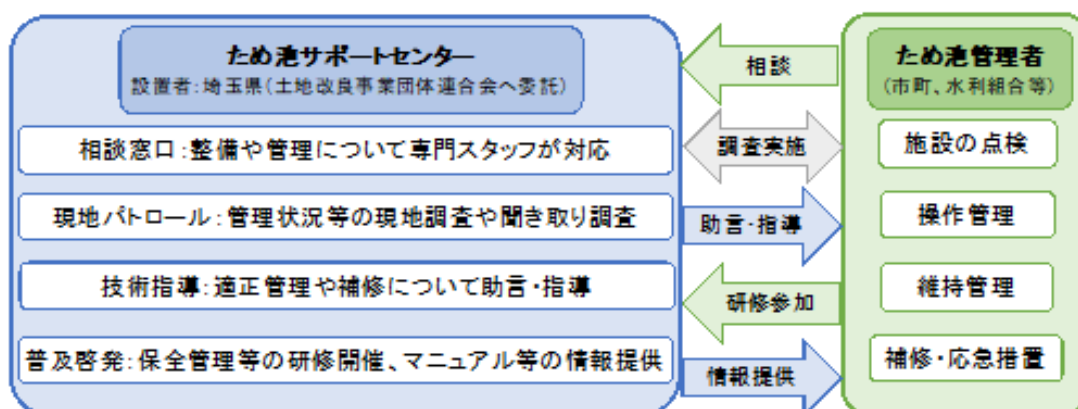 ため池サポートセンター
設置者:埼玉県(土地改良事業団体連合会へ委託)
相談窓口:整備や管理について専門スタッフが対応
現地パトロール:管理状況等の現地調査や聞き取り調査
技術指導:適正管理や補修について助言・指導
普及啓発:保全管理等の研修開催、マニュアル等の情報提供
相談
調査実施
助言・指導
研修参加
情報提供
ため池管理者
(市町、水利組合等)
施設の点検
操作管理
維持管理
補修・応急措置